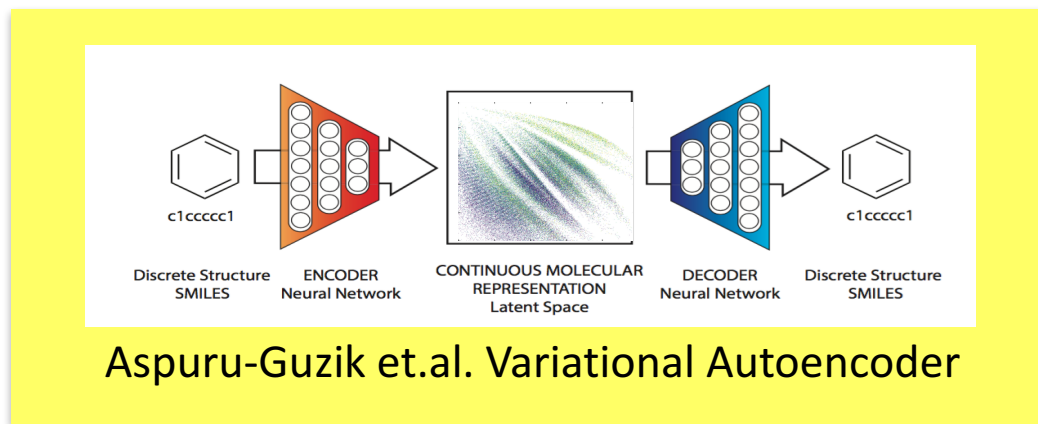 c1ccccc1
c1ccccc1
Discrete Structure
SMILES
ENCODER
Neural Network
CONTINUOUS MOLECULAR
REPRESENTATION
Latent Space
DECODER
Neural Network
Discrete Structure
SMILES
Aspuru-Guzik et.al. Variational Autoencoder